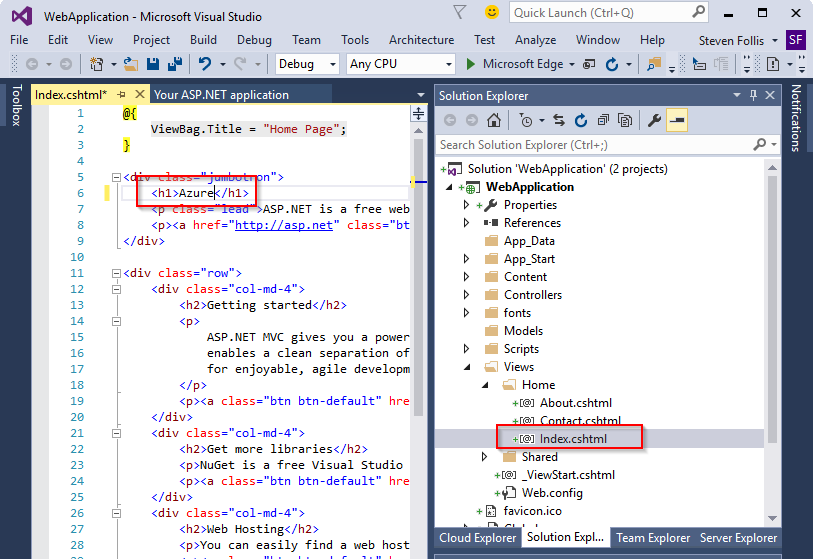 WebApplication - Microsoft Visual Studio
Quick Launch (Ctrl+Q)
File Edit View Project Build Debug Team Tools Architecture Test Analyze Window Help Steven Follis SF
Debug Any CPU Microsoft Edge
Toolbox
Index.cshtml* Your ASP.NET application
1 @{
2 ViewBag.Title = "Home Page";
3 }
4
5 <div class="jumbotron">
6 <h1>Azure</h1>
7 <p class="lead">ASP.NET is a free web
8 <p><a href="http://asp.net" class="bt
9 </div>
10
11 <div class="row">
12 <div class="col-md-4">
13 <h2>Getting started</h2>
14 <p>
15 ASP.NET MVC gives you a power
16 enables a clean separation of
17 for enjoyable, agile developm
18 </p>
19 <p><a class="btn btn-default" hre
20 </div>
21 <div class="col-md-4">
22 <h2>Get more libraries</h2>
23 <p>NuGet is a free Visual Studio
24 <p><a class="btn btn-default" hre
25 </div>
26 <div class="col-md-4">
27 <h2>Web Hosting</h2>
28 <p>You can easily find a web host
Solution Explorer
Search Solution Explorer (Ctrl+;)
Solution 'WebApplication' (2 projects)
WebApplication
Properties
References
App_Data
App_Start
Content
Controllers
fonts
Models
Scripts
Views
Home
About.cshtml
Contact.cshtml
Index.cshtml
Shared
_ViewStart.cshtml
Web.config
favicon.ico
Cloud Explorer Solution Expl... Team Explorer Server Explorer
Notifications